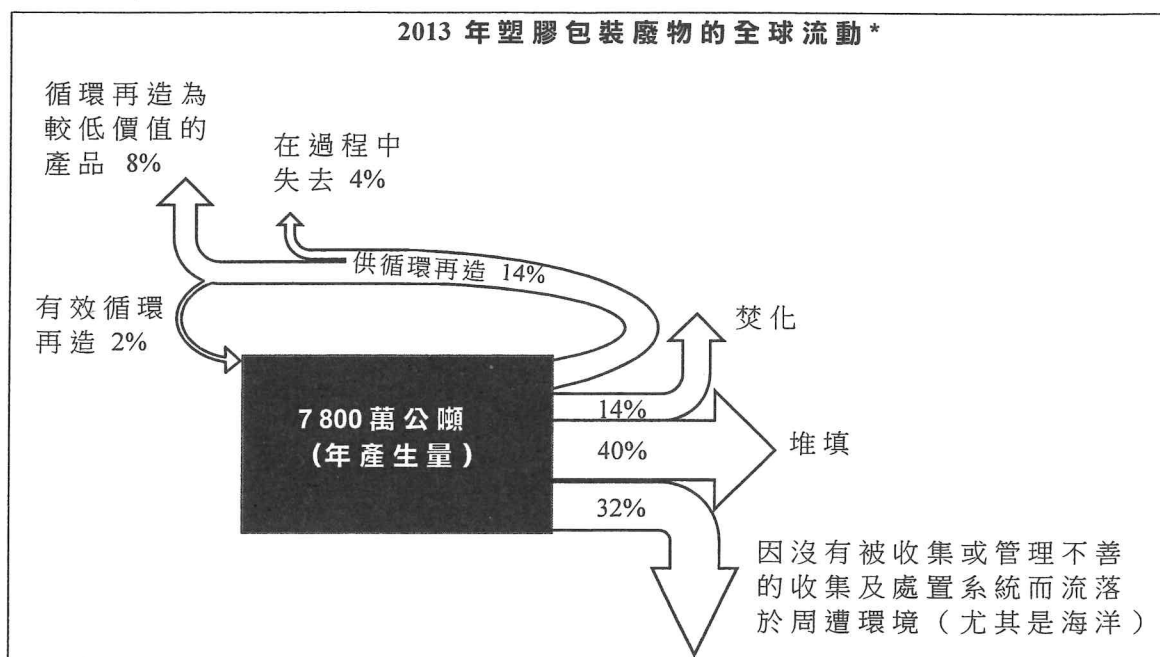 2013 年塑膠包裝廢物的全球流動*
循環再造為
較低價值的
產品 8%
在過程中
失去 4%
供循環再造 14%
有效循環
再造 2%
焚化
7 800 萬公噸
(年產生量)
14%
40%
堆填
32%
因沒有被收集或管理不善
的收集及處置系統而流落
於周遭環境（尤其是海洋）